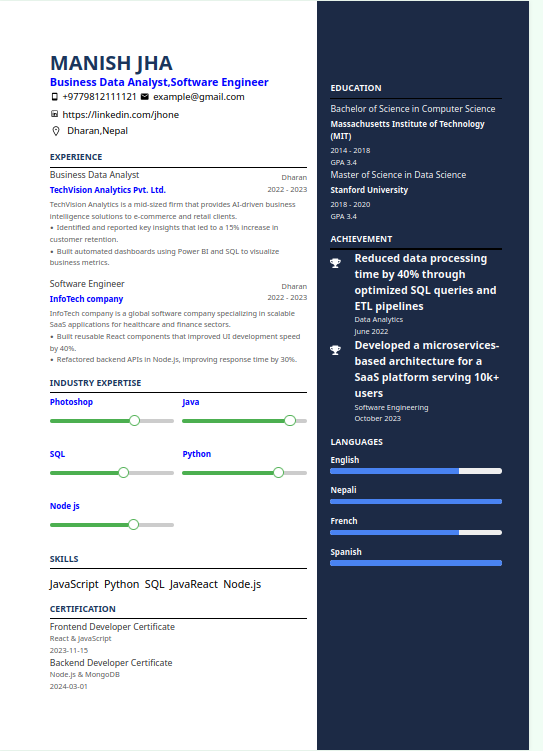 MANISH JHA
Business Data Analyst,Software Engineer
+9779812111121 example@gmail.com
https://linkedin.com/jhone
Dharan,Nepal
EXPERIENCE
Business Data Analyst
Dharan
TechVision Analytics Pvt. Ltd.
2022 - 2023
TechVision Analytics is a mid-sized firm that provides AI-driven business
intelligence solutions to e-commerce and retail clients.
• Identified and reported key insights that led to a 15% increase in
customer retention.
• Built automated dashboards using Power BI and SQL to visualize
business metrics.
Software Engineer
Dharan
InfoTech company
2022 - 2023
InfoTech company is a global software company specializing in scalable
SaaS applications for healthcare and finance sectors.
• Built reusable React components that improved UI development speed
by 40%.
• Refactored backend APIs in Node.js, improving response time by 30%.
INDUSTRY EXPERTISE
Photoshop
Java
SQL
Python
Node js
SKILLS
JavaScript Python SQL JavaReact Node.js
CERTIFICATION
Frontend Developer Certificate
React & JavaScript
2023-11-15
Backend Developer Certificate
Node.js & MongoDB
2024-03-01
EDUCATION
Bachelor of Science in Computer Science
Massachusetts Institute of Technology
(MIT)
2014 - 2018
GPA 3.4
Master of Science in Data Science
Stanford University
2018 - 2020
GPA 3.4
ACHIEVEMENT
Reduced data processing
time by 40% through
optimized SQL queries and
ETL pipelines
Data Analytics
June 2022
Developed a microservices-
based architecture for a
SaaS platform serving 10k+
users
Software Engineering
October 2023
LANGUAGES
English
Nepali
French
Spanish